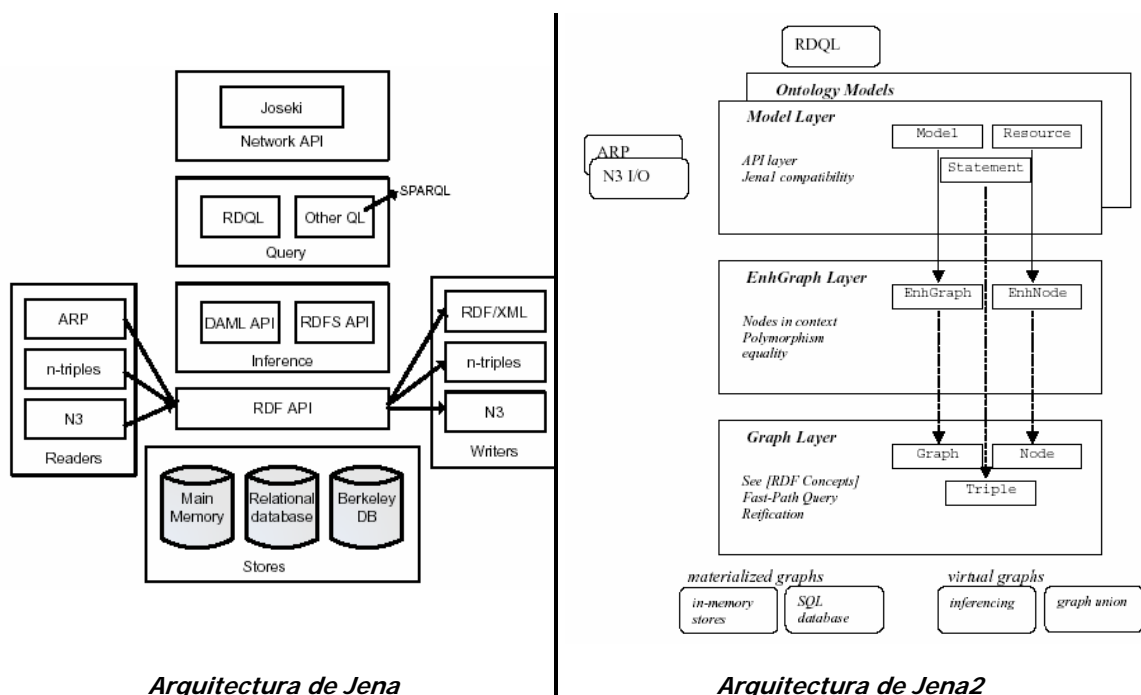 Joseki
Network API
RDQL
Other QL
SPARQL
Query
ARP
n-triples
N3
Readers
DAML API
RDFS API
Inference
RDF API
RDF/XML
n-triples
N3
Writers
Main
Memory
Relational
database
Berkeley
DB
Stores
Arquitectura de Jena
RDQL
ARP
N3 I/O
Ontology Models
Model Layer
Model
Resource
API layer
Jena1 compatibility
Statement
EnhGraph Layer
EnhGraph
EnhNode
Nodes in context
Polymorphism
equality
Graph Layer
Graph
Node
See [RDF Concepts]
Fast-Path Query
Reification
Triple
materialized graphs
in-memory
stores
SQL
database
virtual graphs
inferencing
graph union
Arquitectura de Jena2